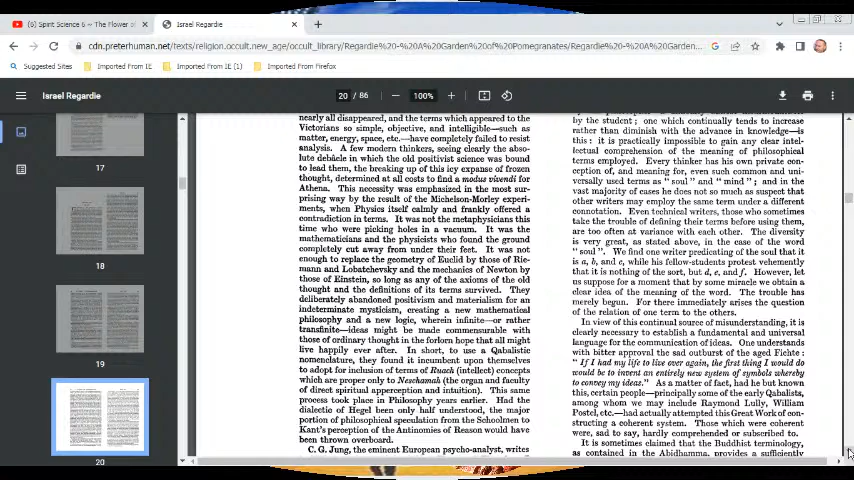 (6) Spirit Science 6 ~ The Flower of
Israel Regardie
cdn.preterhuman.net/texts/religion.occult.new_age/occult_library/Regardie%20-%20A%20Garden%20of%20Pomegranates/Regardie%20-%20A%20Garden...
Suggested Sites
Imported From IE
Imported From IE (1)
Imported From Firefox
Israel Regardie
20 / 86
100%
17
18
19
20
nearly all disappeared, and the terms which appeared to the
Victorians so simple, objective, and intelligible—such as
matter, energy, space, etc.—have completely failed to resist
analysis. A few modern thinkers, seeing clearly the abso-
lute debâcle in which the old positivist science was bound
to lead them, the breaking up of this icy expanse of frozen
thought, determined at all costs to find a modus vivendi for
Athena. This necessity was emphasized in the most sur-
prising way by the result of the Michelson-Morley experi-
ments, when Physics itself calmly and frankly offered a
contradiction in terms. It was not the metaphysicians this
time who were picking holes in a vacuum. It was the
mathematicians and the physicists who found the ground
completely cut away from under their feet. It was not
enough to replace the geometry of Euclid by those of Rie-
mann and Lobatchevsky and the mechanics of Newton by
those of Einstein, so long as any of the axioms of the old
thought and the definitions of its terms survived. They
deliberately abandoned positivism and materialism for an
indeterminate mysticism, creating a new mathematical
philosophy and a new logic, wherein infinite—or rather
transfinite—ideas might be made commensurable with
those of ordinary thought in the forlorn hope that all might
live happily ever after. In short, to use a Qabalistic
nomenclature, they found it incumbent upon themselves
to adopt for inclusion of terms of Ruach (intellect) concepts
which are proper only to Neschamah (the organ and faculty
of direct spiritual apperception and intuition). This same
process took place in Philosophy years earlier. Had the
dialectic of Hegel been only half understood, the major
portion of philosophical speculation from the Schoolmen to
Kant's perception of the Antinomies of Reason would have
been thrown overboard.
C. G. Jung, the eminent European psycho-analyst, writes
by the student; one which continually tends to increase
rather than diminish with the advance in knowledge—is
this: it is practically impossible to gain any clear intel-
lectual comprehension of the meaning of philosophical
terms employed. Every thinker has his own private con-
ception of, and meaning for, even such common and uni-
versally used terms as "soul" and "mind"; and in the
vast majority of cases he does not so much as suspect that
other writers may employ the same term under a different
connotation. Even technical writers, those who sometimes
take the trouble of defining their terms before using them,
are too often at variance with each other. The diversity
is very great, as stated above, in the case of the word
"soul". We find one writer predicating of the soul that it
is a, b, and c, while his fellow-students protest vehemently
that it is nothing of the sort, but d, e, and f. However, let
us suppose for a moment that by some miracle we obtain a
clear idea of the meaning of the word. The trouble has
merely begun. For there immediately arises the question
of the relation of one term to the others.
In view of this continual source of misunderstanding, it is
clearly necessary to establish a fundamental and universal
language for the communication of ideas. One understands
with bitter approval the sad outburst of the aged Fichte:
"If I had my life to live over again, the first thing I would do
would be to invent an entirely new system of symbols whereby
to convey my ideas." As a matter of fact, had he but known
this, certain people—principally some of the early Qabalists,
among whom we may include Raymond Lully, William
Postel, etc.—had actually attempted this Great Work of con-
structing a coherent system. Those which were coherent
were, sad to say, hardly comprehended or subscribed to.
It is sometimes claimed that the Buddhist terminology,
as contained in the Abidhamma, provides a sufficiently